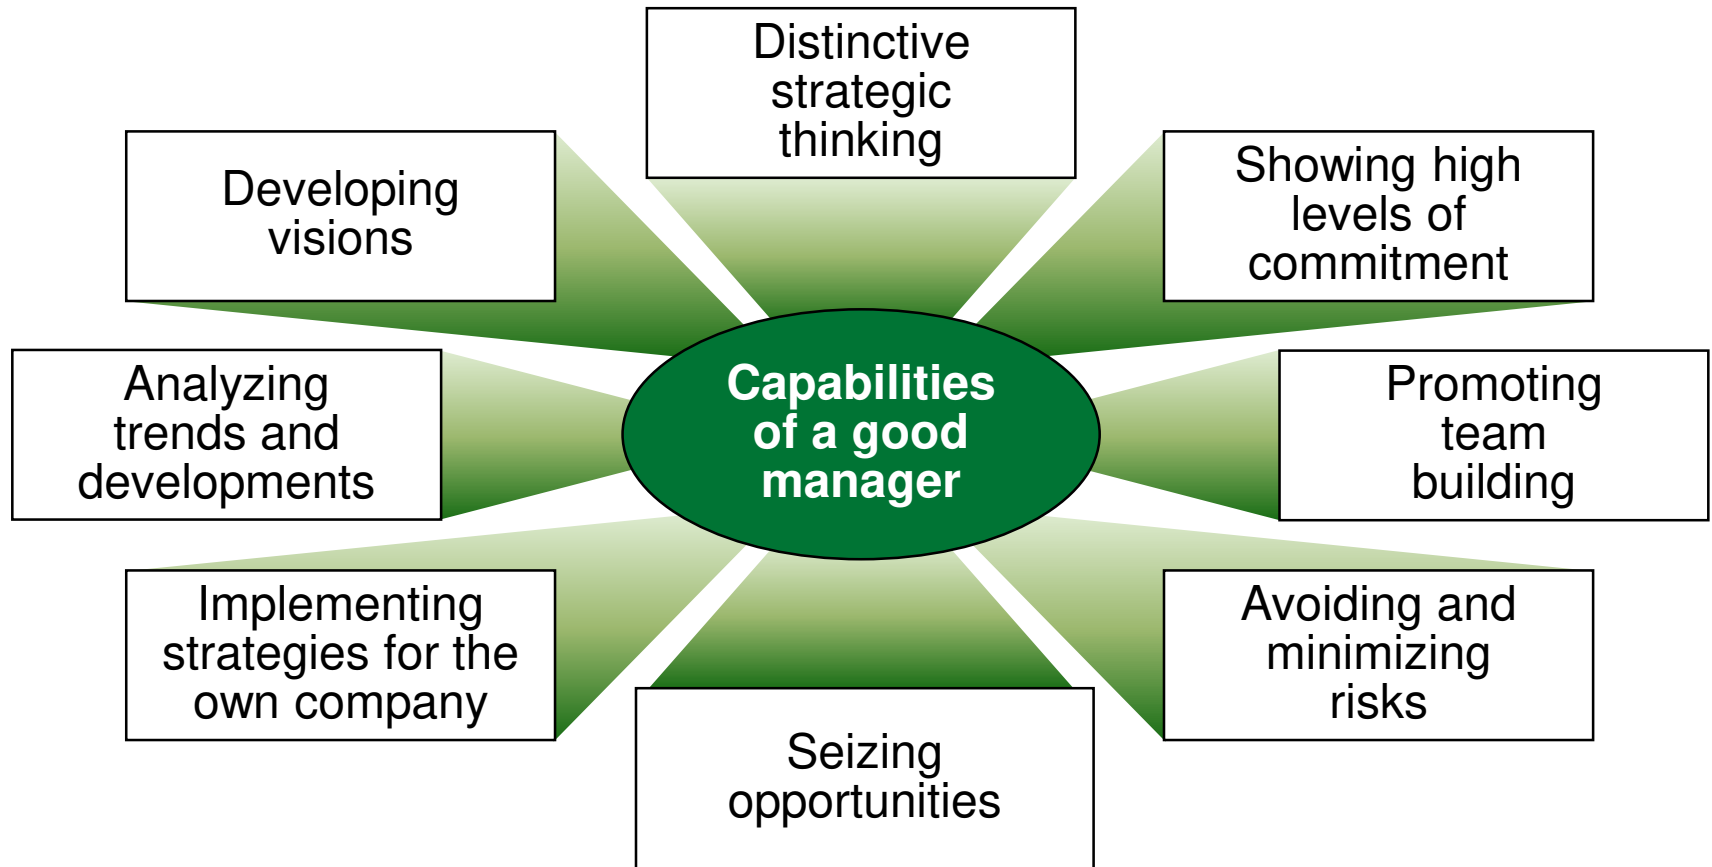 Distinctive
strategic
thinking
Developing
visions
Showing high
levels of
commitment
Analyzing
trends and
developments
Capabilities
of a good
manager
Promoting
team
building
Implementing
strategies for the
own company
Avoiding and
minimizing
risks
Seizing
opportunities